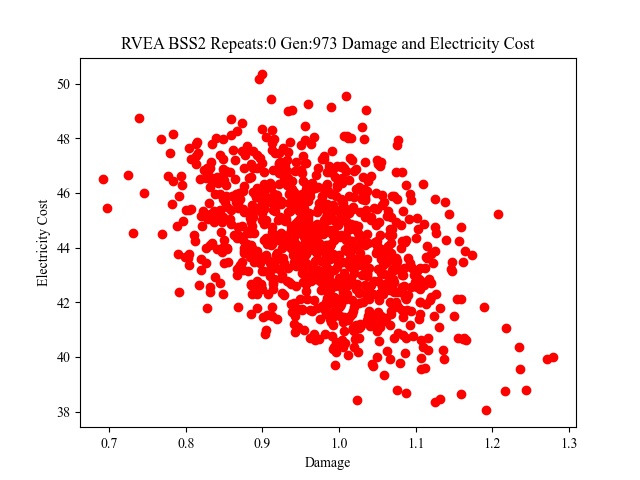 RVEA BSS2 Repeats:0 Gen:973 Damage and Electricity Cost
50
48
46
44
42
40
38
Electricity Cost
0.7 0.8 0.9 1.0 1.1 1.2 1.3
Damage